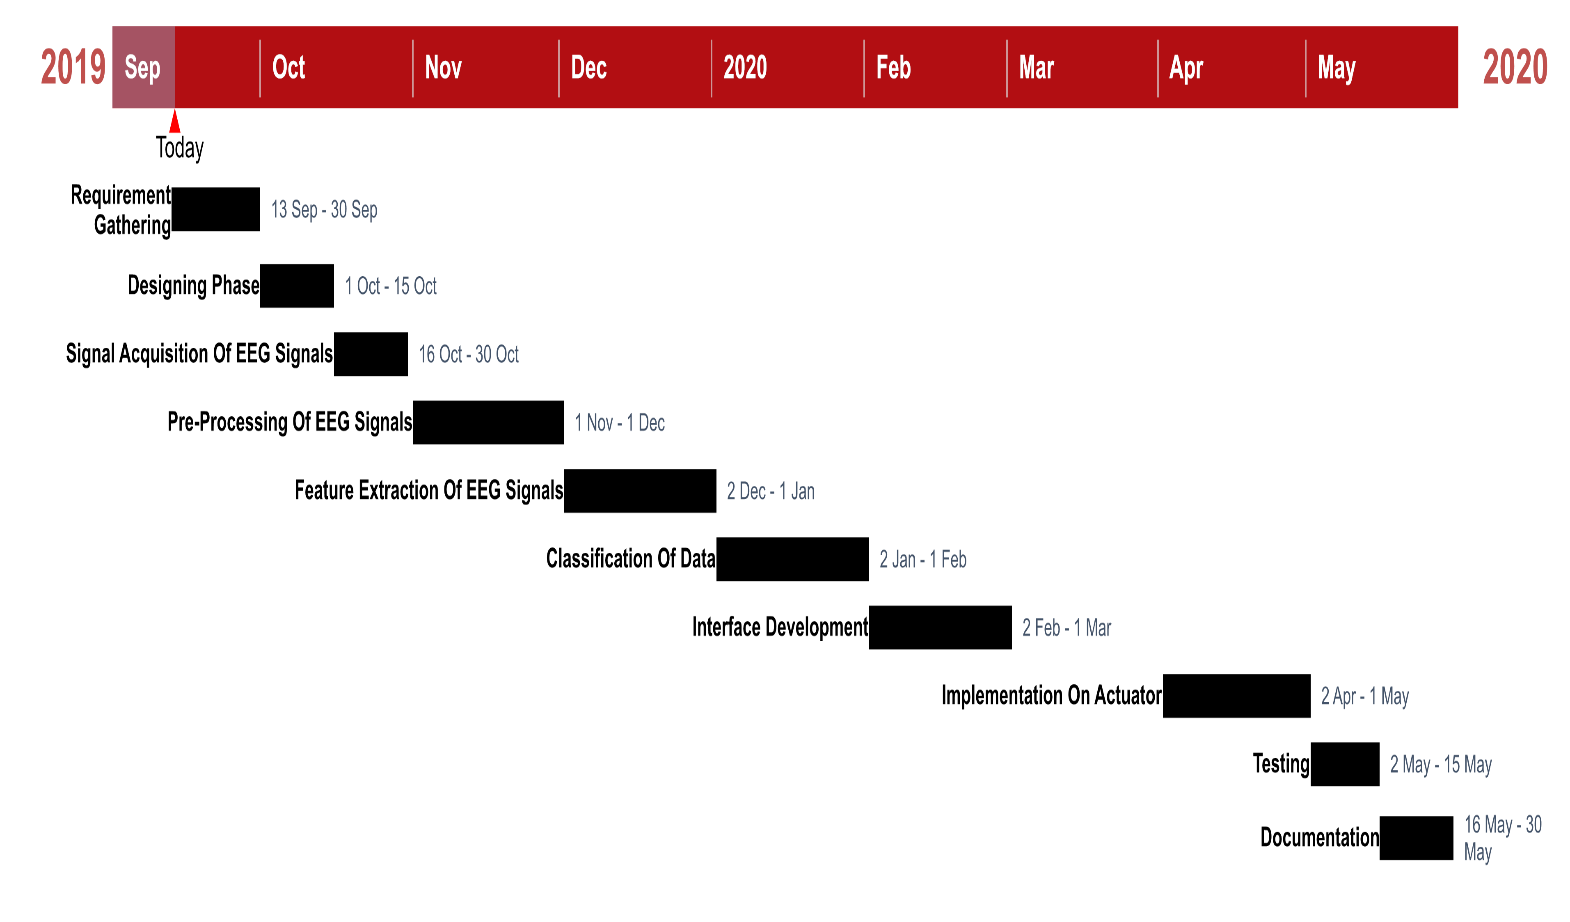 2019 Sep Oct Nov Dec 2020 Feb Mar Apr May 2020
Today
Requirement
Gathering
13 Sep - 30 Sep
Designing Phase 1 Oct - 15 Oct
Signal Acquisition Of EEG Signals 16 Oct - 30 Oct
Pre-Processing Of EEG Signals 1 Nov - 1 Dec
Feature Extraction Of EEG Signals 2 Dec - 1 Jan
Classification Of Data 2 Jan - 1 Feb
Interface Development 2 Feb - 1 Mar
Implementation On Actuator 2 Apr - 1 May
Testing 2 May - 15 May
Documentation
16 May - 30
May